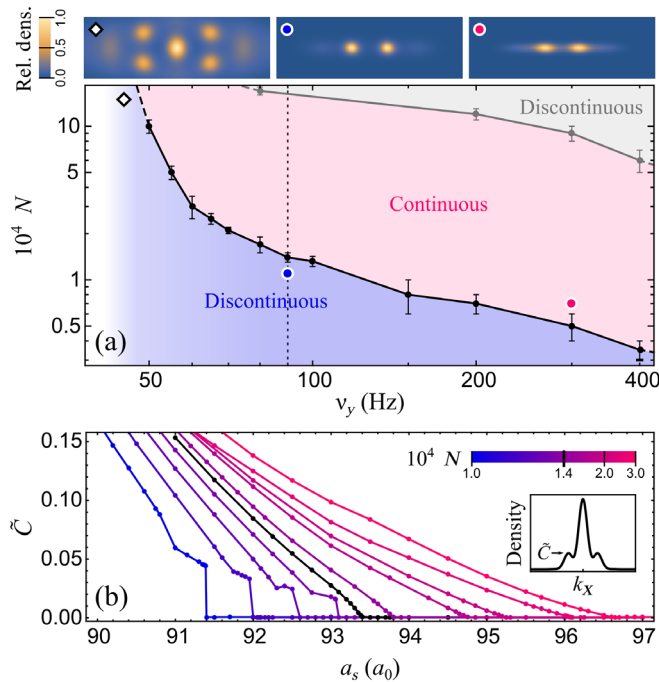 Rel. dens.
1.0
0.5
0.0
10
5
1
0.5
10⁴ N
Discontinuous
Continuous
Discontinuous
(a)
50 100 200 400
ν_y (Hz)
0.15
0.10
0.05
0.00
C̃
10⁴ N
1.0 1.4 2.0 3.0
Density
C̃
k_X
(b)
90 91 92 93 94 95 96 97
a_s (a_0)